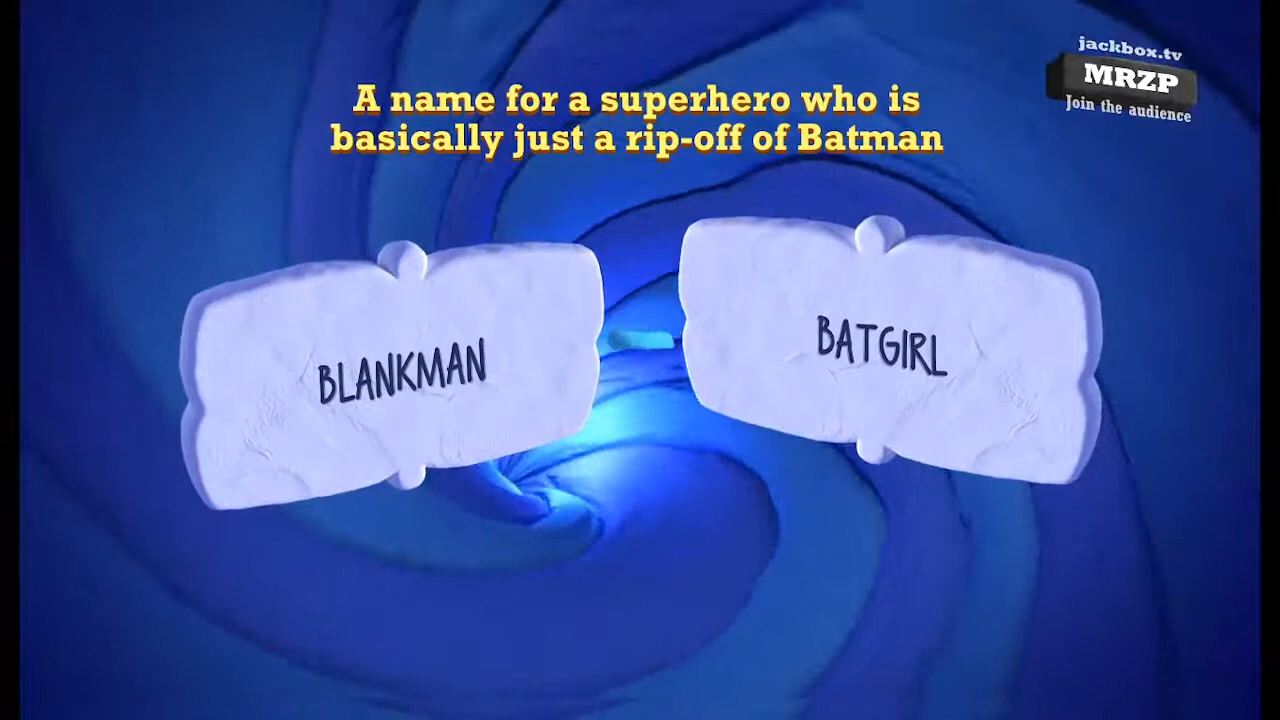 jackbox.tv
MRZP
Join the audience
A name for a superhero who is
basically just a rip-off of Batman
BLANKMAN
BATGIRL